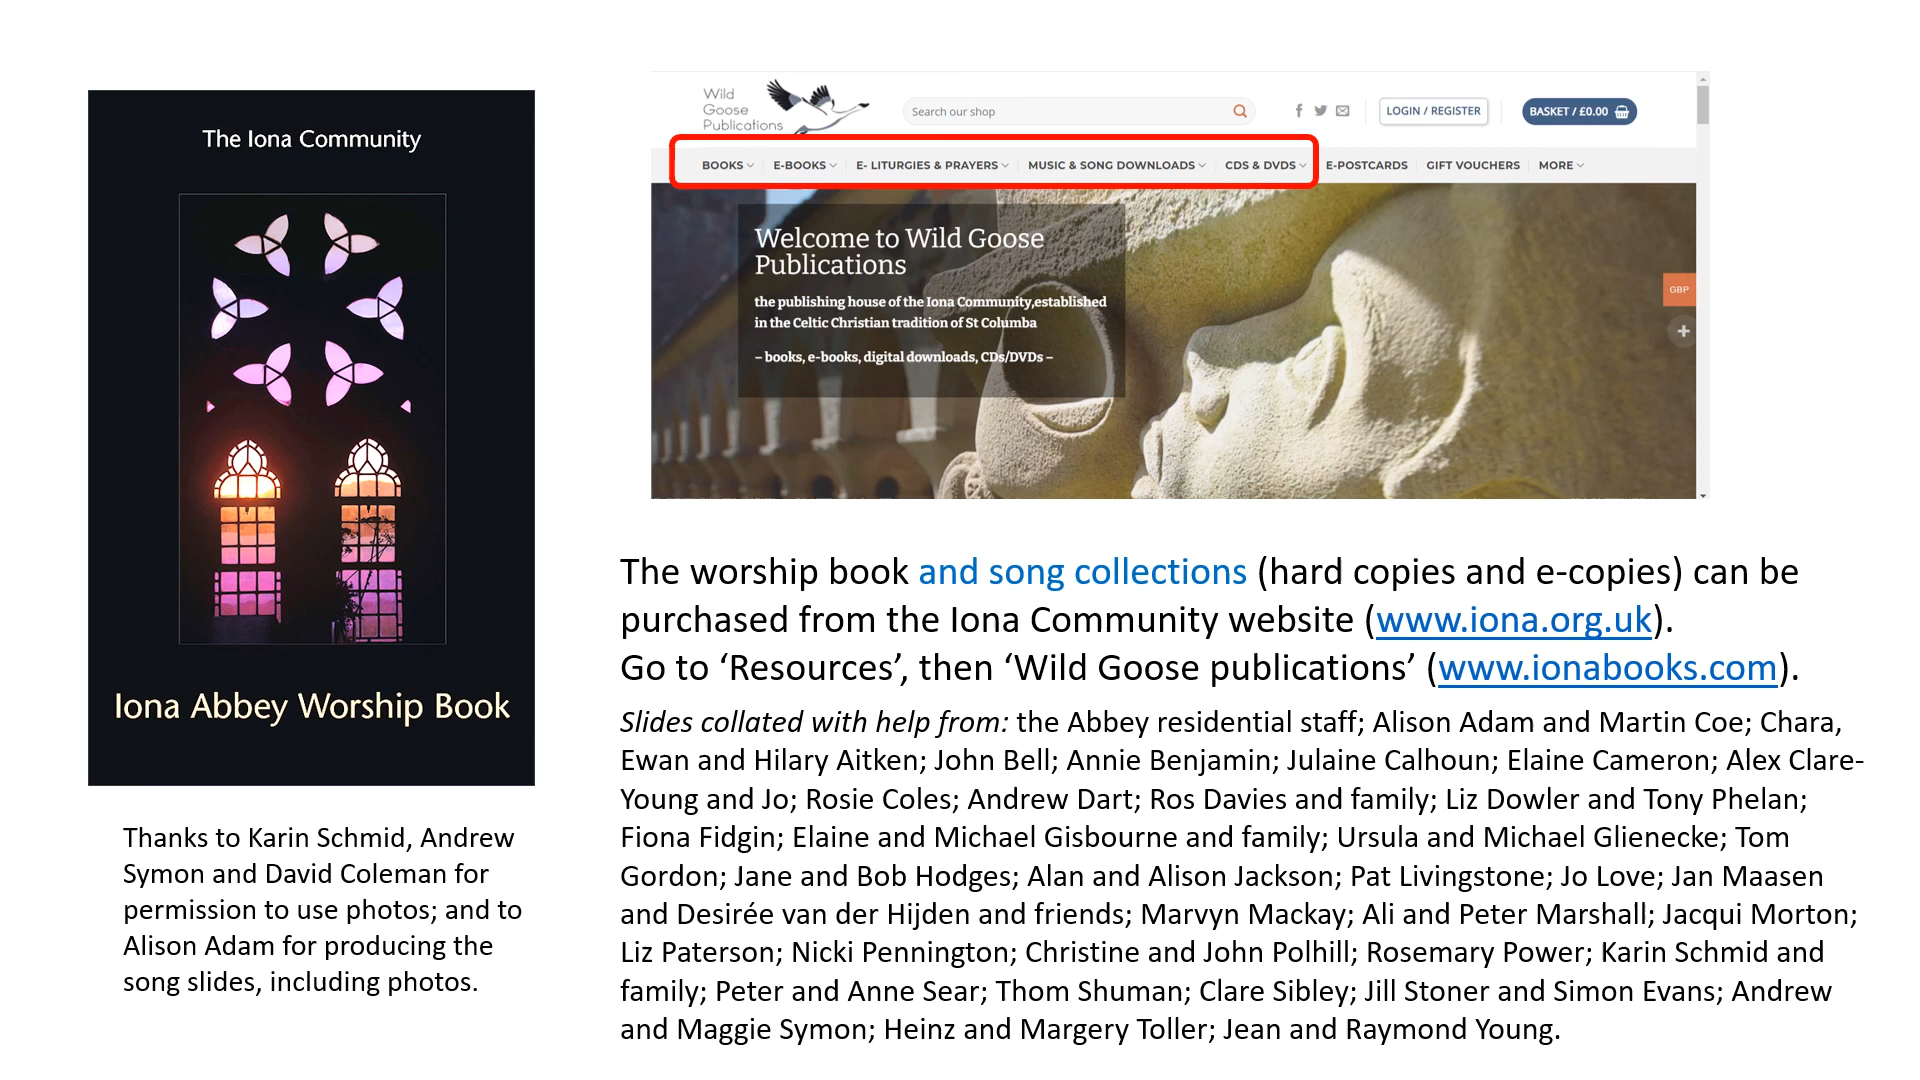 The Iona Community
Iona Abbey Worship Book
Thanks to Karin Schmid, Andrew
Symon and David Coleman for
permission to use photos; and to
Alison Adam for producing the
song slides, including photos.
Wild
Goose
Publications
Search our shop
LOGIN / REGISTER
BASKET / £0.00
BOOKS E-BOOKS E- LITURGIES & PRAYERS MUSIC & SONG DOWNLOADS CDS & DVDS E-POSTCARDS GIFT VOUCHERS MORE
Welcome to Wild Goose
Publications
the publishing house of the Iona Community,established
in the Celtic Christian tradition of St Columba
– books, e-books, digital downloads, CDs/DVDs –
GBP
+
The worship book and song collections (hard copies and e-copies) can be
purchased from the Iona Community website (www.iona.org.uk).
Go to ‘Resources’, then ‘Wild Goose publications’ (www.ionabooks.com).
Slides collated with help from: the Abbey residential staff; Alison Adam and Martin Coe; Chara,
Ewan and Hilary Aitken; John Bell; Annie Benjamin; Julaine Calhoun; Elaine Cameron; Alex Clare-
Young and Jo; Rosie Coles; Andrew Dart; Ros Davies and family; Liz Dowler and Tony Phelan;
Fiona Fidgin; Elaine and Michael Gisbourne and family; Ursula and Michael Glienecke; Tom
Gordon; Jane and Bob Hodges; Alan and Alison Jackson; Pat Livingstone; Jo Love; Jan Maasen
and Desirée van der Hijden and friends; Marvyn Mackay; Ali and Peter Marshall; Jacqui Morton;
Liz Paterson; Nicki Pennington; Christine and John Polhill; Rosemary Power; Karin Schmid and
family; Peter and Anne Sear; Thom Shuman; Clare Sibley; Jill Stoner and Simon Evans; Andrew
and Maggie Symon; Heinz and Margery Toller; Jean and Raymond Young.